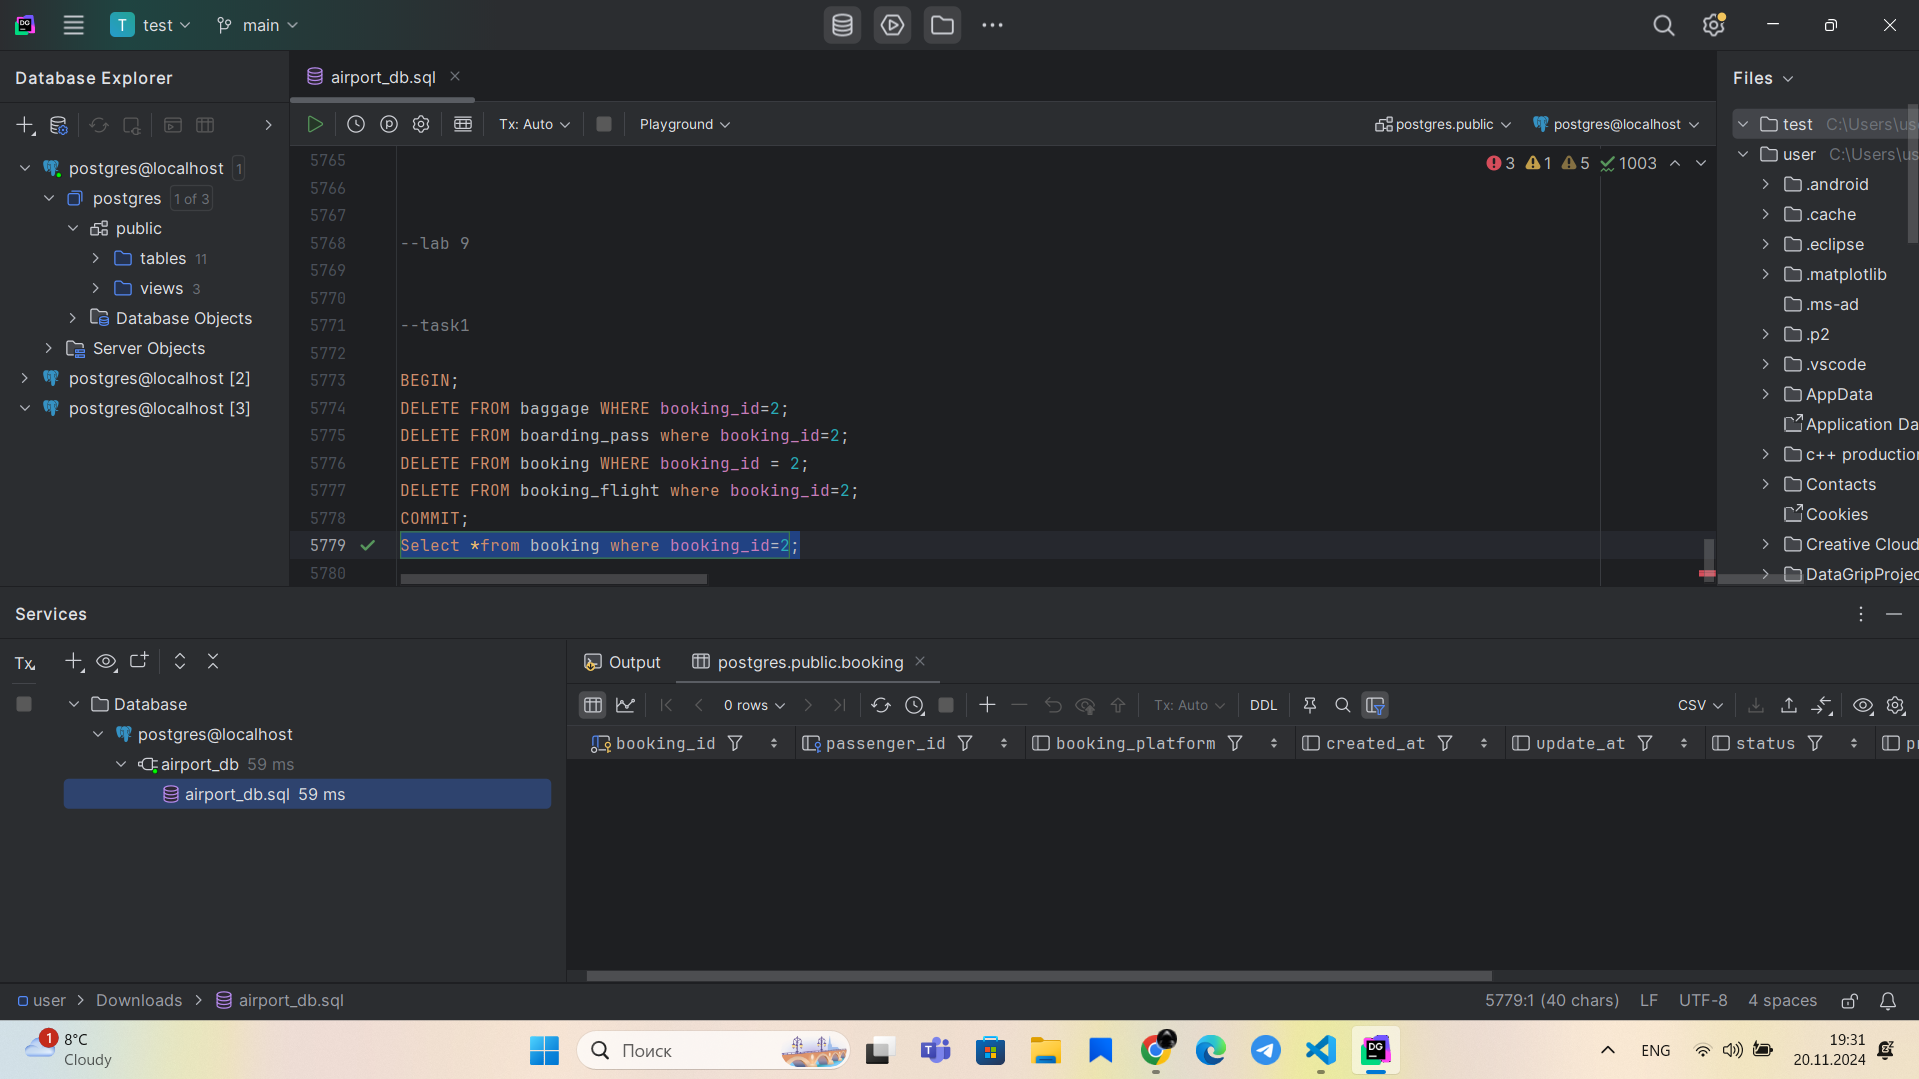 DG
T test
main
Database Explorer
postgres@localhost 1
postgres 1 of 3
public
tables 11
views 3
Database Objects
Server Objects
postgres@localhost [2]
postgres@localhost [3]
airport_db.sql
Tx: Auto
Playground
postgres.public
postgres@localhost
3 1 5 1003
5765
5766
5767
5768 --lab 9
5769
5770
5771 --task1
5772
5773 BEGIN;
5774 DELETE FROM baggage WHERE booking_id=2;
5775 DELETE FROM boarding_pass where booking_id=2;
5776 DELETE FROM booking WHERE booking_id = 2;
5777 DELETE FROM booking_flight where booking_id=2;
5778 COMMIT;
5779 Select *from booking where booking_id=2;
5780
Files
test C:\Users\us
user C:\Users\us
.android
.cache
.eclipse
.matplotlib
.ms-ad
.p2
.vscode
AppData
Application Da
c++ production
Contacts
Cookies
Creative Cloud
DataGripProjec
Services
Tx
Database
postgres@localhost
airport_db 59 ms
airport_db.sql 59 ms
Output
postgres.public.booking
0 rows
Tx: Auto
DDL
CSV
booking_id
passenger_id
booking_platform
created_at
update_at
status
pr
user > Downloads > airport_db.sql
5779:1 (40 chars)
LF
UTF-8
4 spaces
1
8°C
Cloudy
Поиск
DG
ENG
19:31
20.11.2024